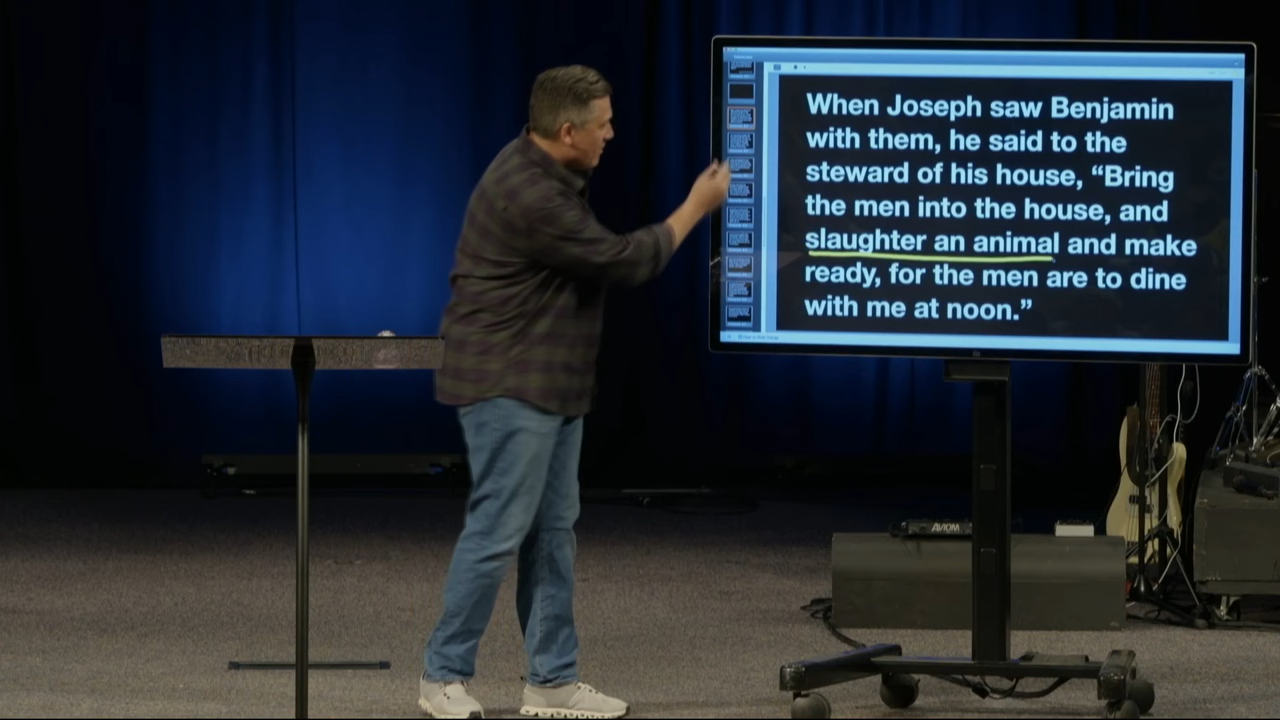 When Joseph saw Benjamin
with them, he said to the
steward of his house, “Bring
the men into the house, and
slaughter an animal and make
ready, for the men are to dine
with me at noon.”
AVIOM